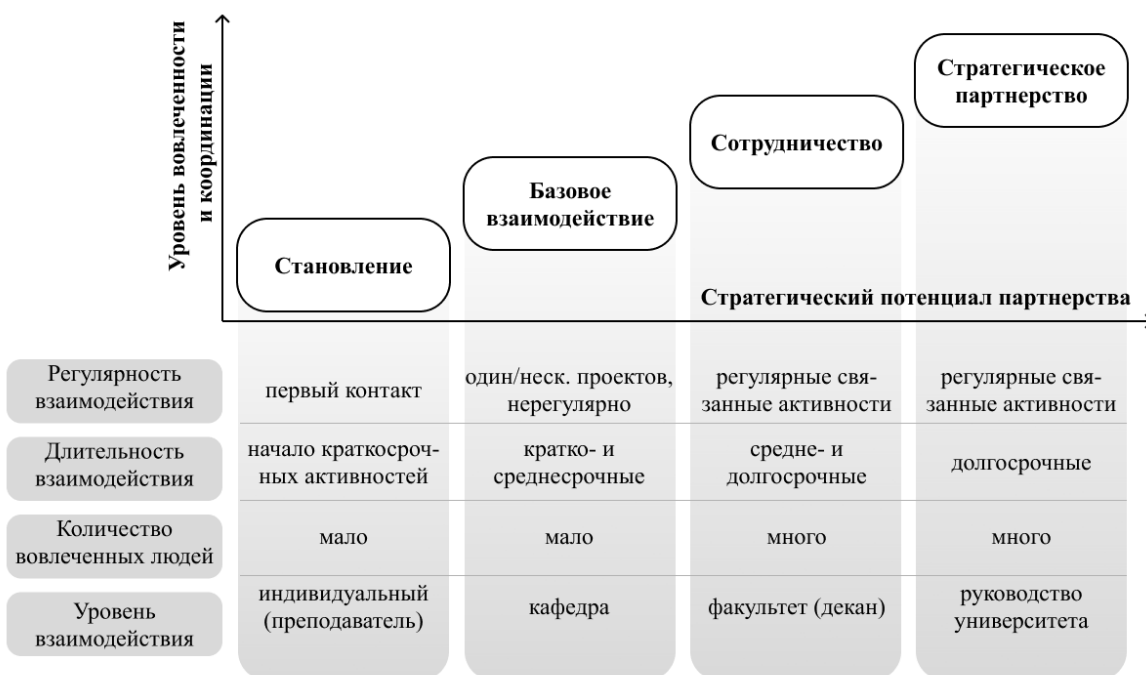 Уровень вовлеченности
и координации
Стратегическое
партнерство
Сотрудничество
Базовое
взаимодействие
Становление
Стратегический потенциал партнерства
Регулярность
взаимодействия
первый контакт
один/неск. проектов,
нерегулярно
регулярные свя-
занные активности
регулярные свя-
занные активности
Длительность
взаимодействия
начало краткосроч-
ных активностей
кратко- и
среднесрочные
средне- и
долгосрочные
долгосрочные
Количество
вовлеченных людей
мало
мало
много
много
Уровень
взаимодействия
индивидуальный
(преподаватель)
кафедра
факультет (декан)
руководство
университета